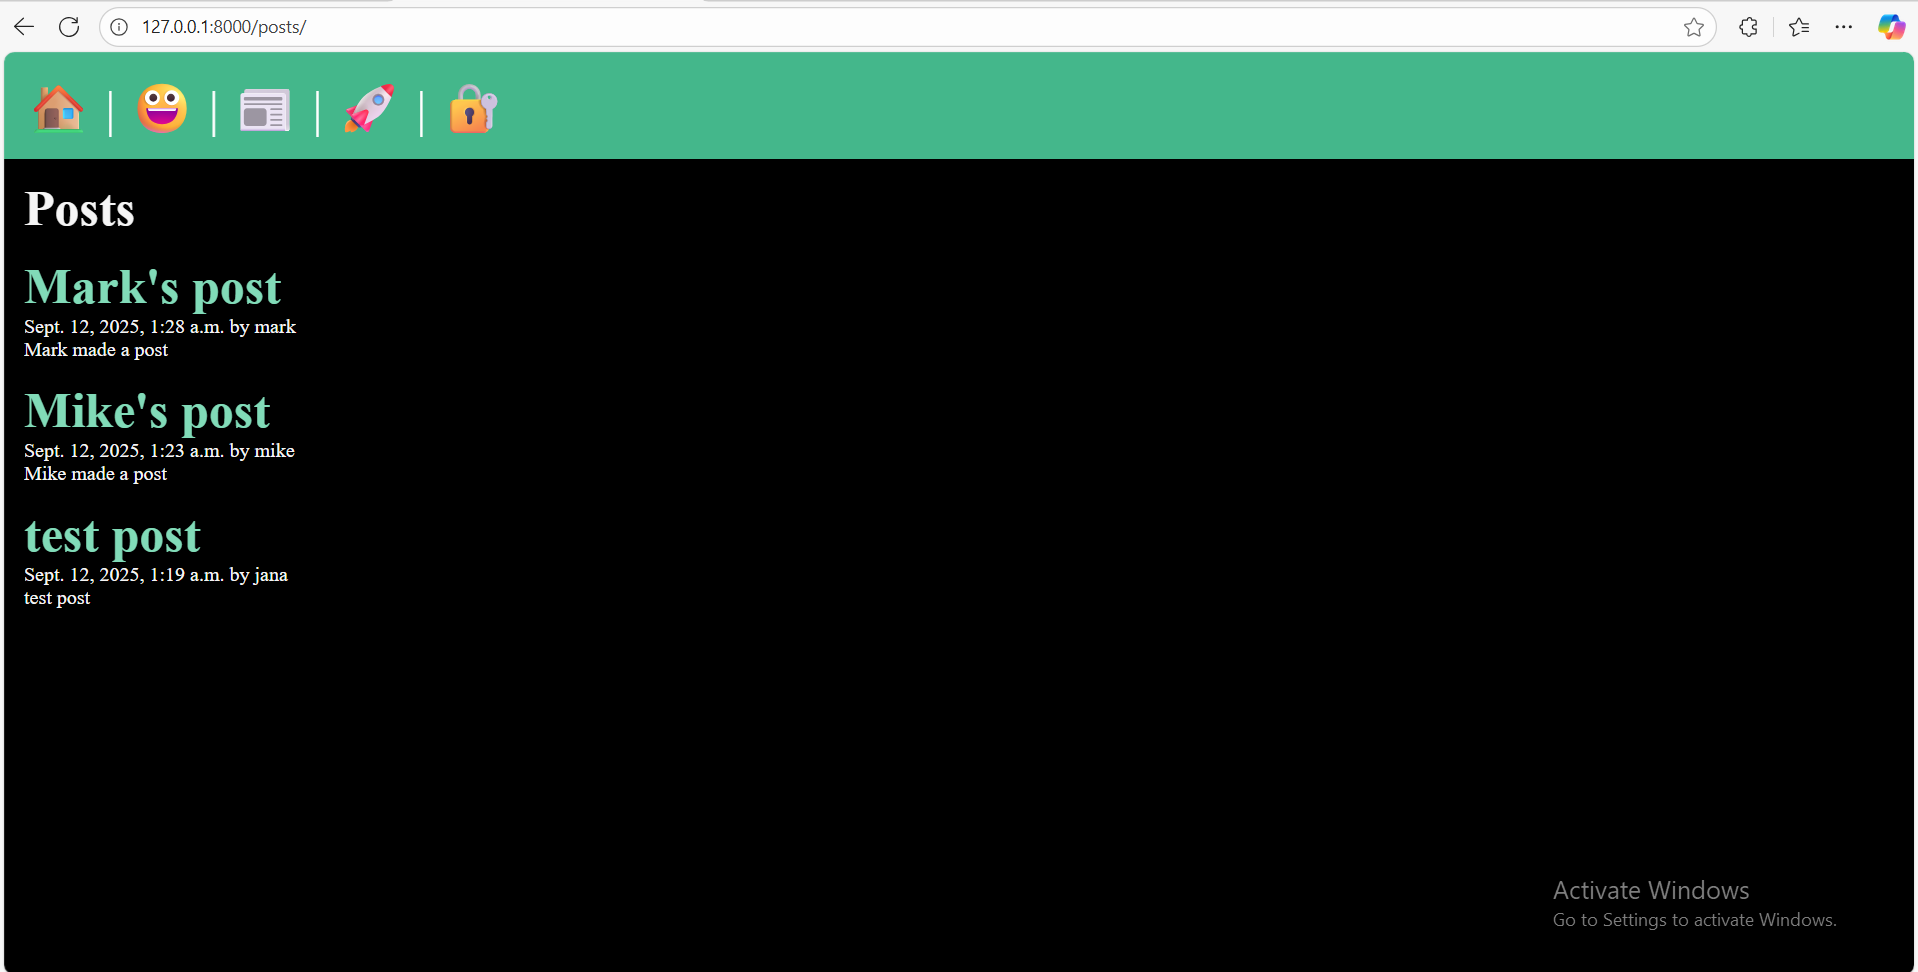 127.0.0.1:8000/posts/
Posts
Mark's post
Sept. 12, 2025, 1:28 a.m. by mark
Mark made a post
Mike's post
Sept. 12, 2025, 1:23 a.m. by mike
Mike made a post
test post
Sept. 12, 2025, 1:19 a.m. by jana
test post
Activate Windows
Go to Settings to activate Windows.